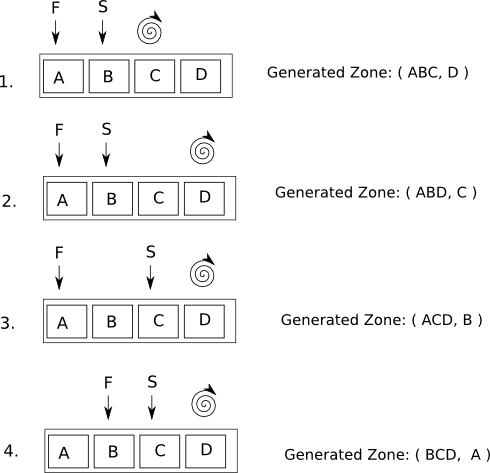 F S
1. A B C D Generated Zone: ( ABC, D )
F S
2. A B C D Generated Zone: ( ABD, C )
F S
3. A B C D Generated Zone: ( ACD, B )
F S
4. A B C D Generated Zone: ( BCD, A )